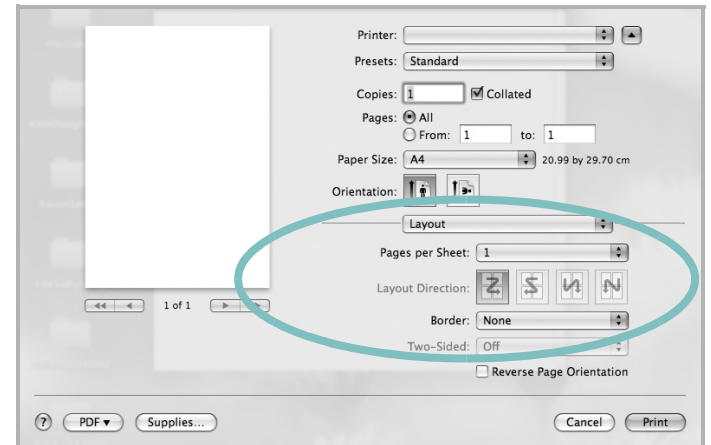 Printer:
Presets: Standard
Copies: 1 Collated
Pages: All
From: 1 to: 1
Paper Size: A4 20.99 by 29.70 cm
Orientation:
Layout
Pages per Sheet: 1
Layout Direction:
1 of 1
Border: None
Two-Sided: Off
Reverse Page Orientation
? PDF Supplies... Cancel Print